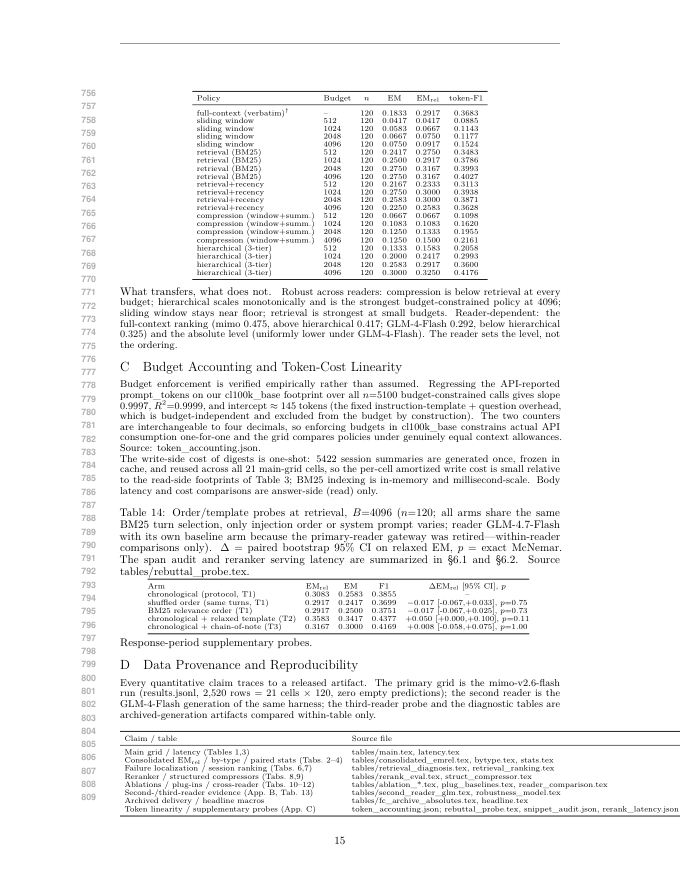 756
757
758
759
760
761
762
763
764
765
766
767
768
769
770
771
772
773
774
775
776
777
778
779
780
781
782
783
784
785
786
787
788
789
790
791
792
793
794
795
796
797
798
799
800
801
802
803
804
805
806
807
808
809
Policy Budget n EM EMrel token-F1
full-context (verbatim)† – 120 0.1833 0.2917 0.3683
sliding window 512 120 0.0417 0.0417 0.0885
sliding window 1024 120 0.0583 0.0667 0.1143
sliding window 2048 120 0.0667 0.0750 0.1177
sliding window 4096 120 0.0750 0.0917 0.1524
retrieval (BM25) 512 120 0.2417 0.2750 0.3483
retrieval (BM25) 1024 120 0.2500 0.2917 0.3786
retrieval (BM25) 2048 120 0.2750 0.3167 0.3993
retrieval (BM25) 4096 120 0.2750 0.3167 0.4027
retrieval+recency 512 120 0.2167 0.2333 0.3113
retrieval+recency 1024 120 0.2750 0.3000 0.3938
retrieval+recency 2048 120 0.2583 0.3000 0.3871
retrieval+recency 4096 120 0.2250 0.2583 0.3628
compression (window+summ.) 512 120 0.0667 0.0667 0.1098
compression (window+summ.) 1024 120 0.1083 0.1083 0.1620
compression (window+summ.) 2048 120 0.1250 0.1333 0.1955
compression (window+summ.) 4096 120 0.1250 0.1500 0.2161
hierarchical (3-tier) 512 120 0.1333 0.1583 0.2058
hierarchical (3-tier) 1024 120 0.2000 0.2417 0.2993
hierarchical (3-tier) 2048 120 0.2583 0.2917 0.3600
hierarchical (3-tier) 4096 120 0.3000 0.3250 0.4176
What transfers, what does not. Robust across readers: compression is below retrieval at every
budget; hierarchical scales monotonically and is the strongest budget-constrained policy at 4096;
sliding window stays near floor; retrieval is strongest at small budgets. Reader-dependent: the
full-context ranking (mimo 0.475, above hierarchical 0.417; GLM-4-Flash 0.292, below hierarchical
0.325) and the absolute level (uniformly lower under GLM-4-Flash). The reader sets the level, not
the ordering.
C Budget Accounting and Token-Cost Linearity
Budget enforcement is verified empirically rather than assumed. Regressing the API-reported
prompt_tokens on our cl100k_base footprint over all n=5100 budget-constrained calls gives slope
0.9997, R²=0.9999, and intercept ≈ 145 tokens (the fixed instruction-template + question overhead,
which is budget-independent and excluded from the budget by construction). The two counters
are interchangeable to four decimals, so enforcing budgets in cl100k_base constrains actual API
consumption one-for-one and the grid compares policies under genuinely equal context allowances.
Source: token_accounting.json.
The write-side cost of digests is one-shot: 5422 session summaries are generated once, frozen in
cache, and reused across all 21 main-grid cells, so the per-cell amortized write cost is small relative
to the read-side footprints of Table 3; BM25 indexing is in-memory and millisecond-scale. Body
latency and cost comparisons are answer-side (read) only.
Table 14: Order/template probes at retrieval, B=4096 (n=120; all arms share the same
BM25 turn selection, only injection order or system prompt varies; reader GLM-4.7-Flash
with its own baseline arm because the primary-reader gateway was retired—within-reader
comparisons only). Δ = paired bootstrap 95% CI on relaxed EM, p = exact McNemar.
The span audit and reranker serving latency are summarized in §6.1 and §6.2. Source
tables/rebuttal_probe.tex.
Arm EMrel EM F1 ΔEMrel [95% CI], p
chronological (protocol, T1) 0.3083 0.2583 0.3855 –
shuffled order (same turns, T1) 0.2917 0.2417 0.3699 −0.017 [-0.067,+0.033], p=0.75
BM25 relevance order (T1) 0.2917 0.2500 0.3751 −0.017 [-0.067,+0.025], p=0.73
chronological + relaxed template (T2) 0.3583 0.3417 0.4377 +0.050 [+0.000,+0.100], p=0.11
chronological + chain-of-note (T3) 0.3167 0.3000 0.4169 +0.008 [-0.058,+0.075], p=1.00
Response-period supplementary probes.
D Data Provenance and Reproducibility
Every quantitative claim traces to a released artifact. The primary grid is the mimo-v2.6-flash
run (results.jsonl, 2,520 rows = 21 cells × 120, zero empty predictions); the second reader is the
GLM-4-Flash generation of the same harness; the third-reader probe and the diagnostic tables are
archived-generation artifacts compared within-table only.
Claim / table Source file
Main grid / latency (Tables 1,3) tables/main.tex, latency.tex
Consolidated EMrel / by-type / paired stats (Tabs. 2–4) tables/consolidated_emrel.tex, bytype.tex, stats.tex
Failure localization / session ranking (Tabs. 6,7) tables/retrieval_diagnosis.tex, retrieval_ranking.tex
Reranker / structured compressors (Tabs. 8,9) tables/rerank_eval.tex, struct_compressor.tex
Ablations / plug-ins / cross-reader (Tabs. 10–12) tables/ablation_*.tex, plug_baselines.tex, reader_comparison.tex
Second-/third-reader evidence (App. B, Tab. 13) tables/second_reader_glm.tex, robustness_model.tex
Archived delivery / headline macros tables/fc_archive_absolutes.tex, headline.tex
Token linearity / supplementary probes (App. C) token_accounting.json; rebuttal_probe.tex, snippet_audit.json, rerank_latency.json
15